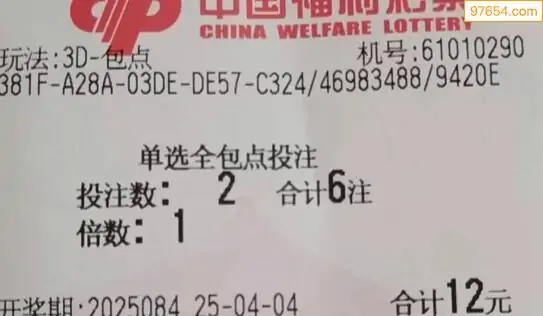 中国福利彩票
97654.com
CHINA WELFARE LOTTERY
玩法:3D-包点 机号:61010290
381F-A28A-03DE-DE57-C324/46983488/9420E
单选全包点投注
投注数: 2 合计6注
倍数: 1
开奖期:2025084 25-04-04 合计12元